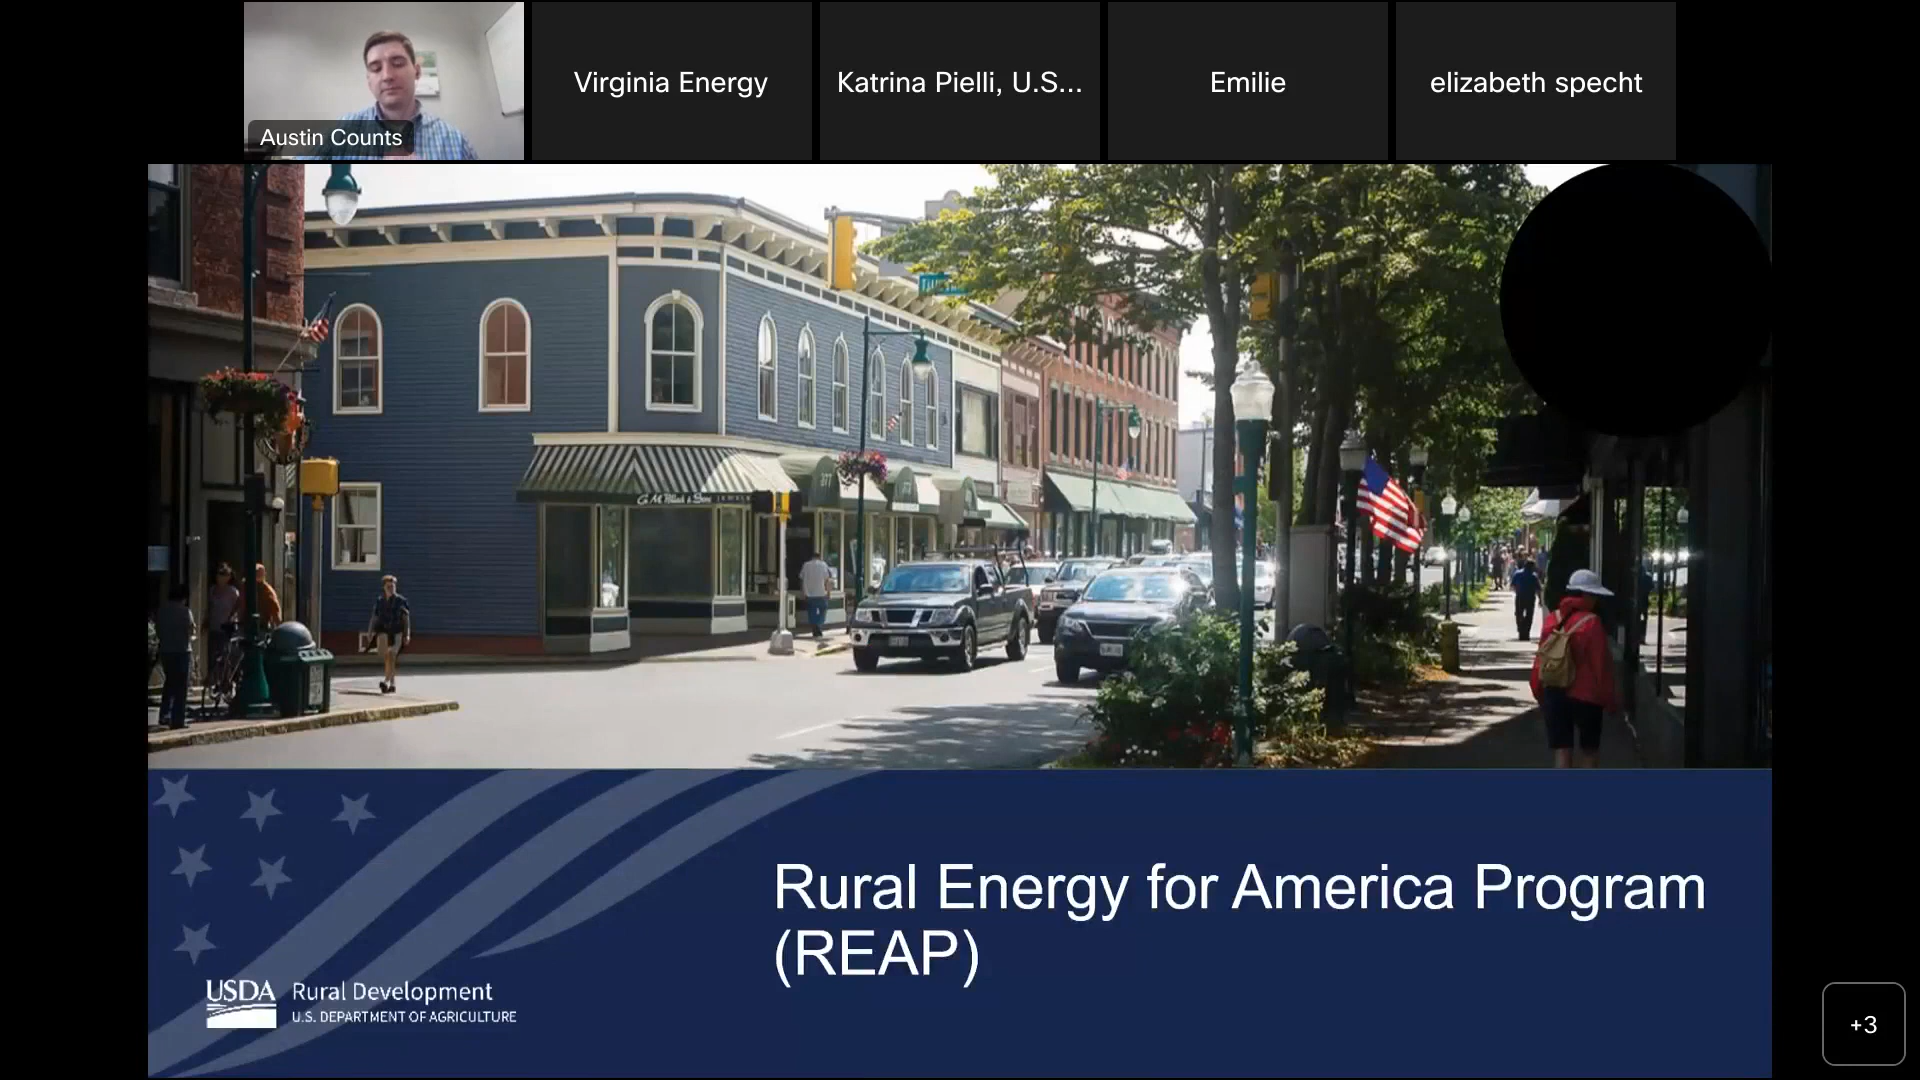 Austin Counts
Virginia Energy
Katrina Pielli, U.S...
Emilie
elizabeth specht
Rural Energy for America Program
(REAP)
USDA
Rural Development
U.S. DEPARTMENT OF AGRICULTURE
+3